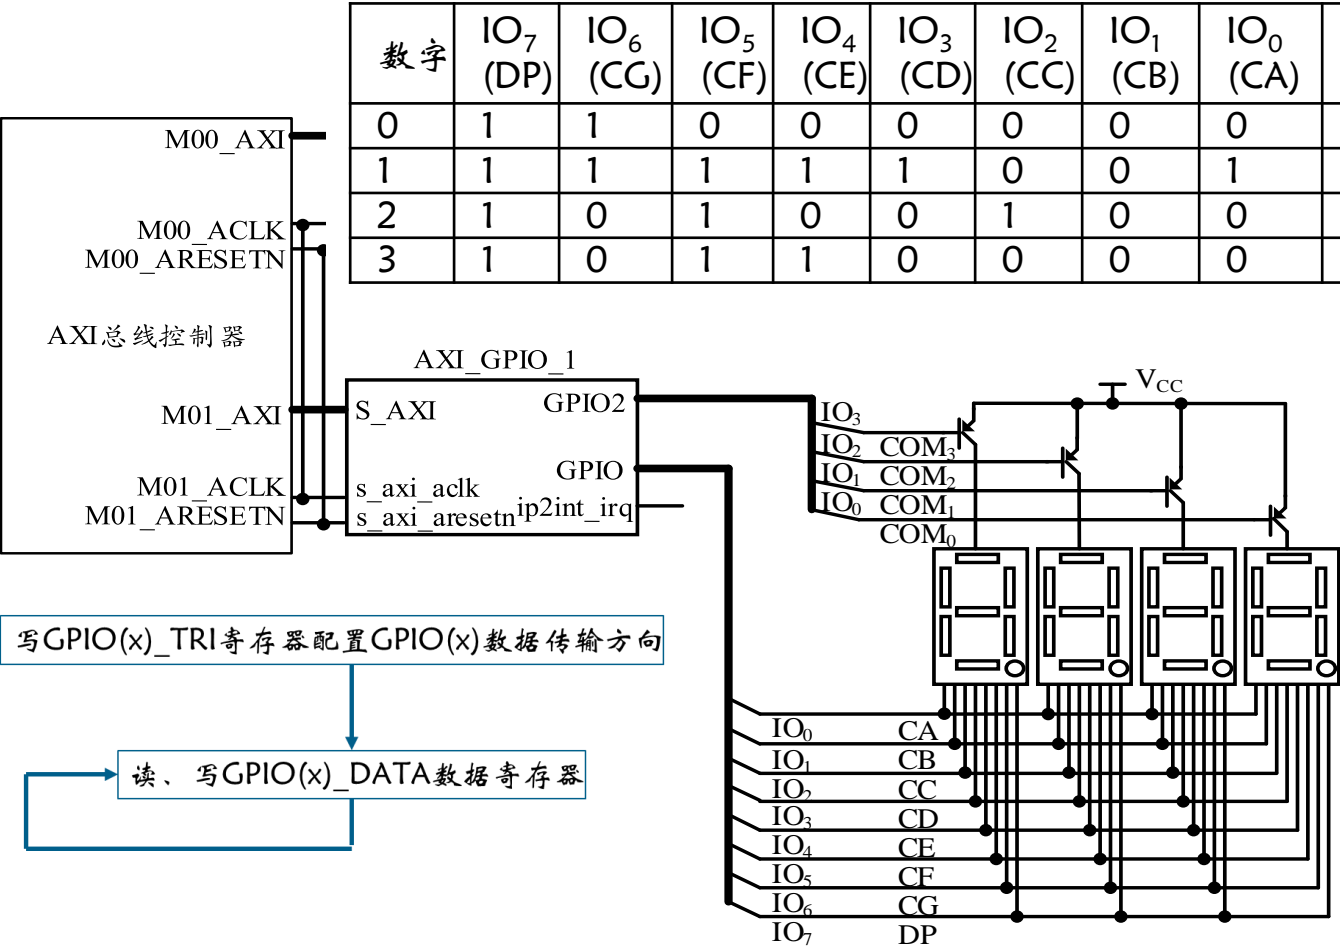 数字 IO7 (DP) IO6 (CG) IO5 (CF) IO4 (CE) IO3 (CD) IO2 (CC) IO1 (CB) IO0 (CA)
0 1 1 0 0 0 0 0 0
1 1 1 1 1 1 0 0 1
2 1 0 1 0 0 1 0 0
3 1 0 1 1 0 0 0 0
M00_AXI
M00_ACLK
M00_ARESETN
AXI总线控制器
M01_AXI
M01_ACLK
M01_ARESETN
AXI_GPIO_1
S_AXI
GPIO2
GPIO
s_axi_aclk
s_axi_aresetn
ip2int_irq
VCC
IO3
COM3
IO2
COM2
IO1
COM1
IO0
COM0
写GPIO(x)_TRI寄存器配置GPIO(x)数据传输方向
读、写GPIO(x)_DATA数据寄存器
IO0 CA
IO1 CB
IO2 CC
IO3 CD
IO4 CE
IO5 CF
IO6 CG
IO7 DP